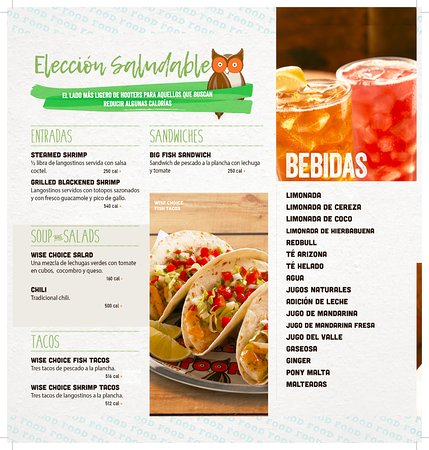 Elección Saludable
EL LADO MÁS LIGERO DE HOOTERS PARA AQUELLOS QUE BUSCAN
REDUCIR ALGUNAS CALORÍAS
ENTRADAS
STEAMED SHRIMP
½ libra de langostinos servida con salsa
coctel. 250 cal
GRILLED BLACKENED SHRIMP
Langostinos servidos con totopos sazonados
y con fresco guacamole y pico de gallo.
540 cal
SOUP AND SALADS
WISE CHOICE SALAD
Una mezcla de lechugas verdes con tomate
en cubos, cocombro y queso.
160 cal
CHILI
Tradicional chili.
500 cal
TACOS
WISE CHOICE FISH TACOS
Tres tacos de pescado a la plancha.
516 cal
WISE CHOICE SHRIMP TACOS
Tres tacos de langostinos a la plancha.
512 cal
SANDWICHES
BIG FISH SANDWICH
Sandwich de pescado a la plancha con lechuga
y tomate 250 cal
WISE CHOICE
FISH TACOS
BEBIDAS
LIMONADA
LIMONADA DE CEREZA
LIMONADA DE COCO
LIMONADA DE HIERBABUENA
REDBULL
TÉ ARIZONA
TÉ HELADO
AGUA
JUGOS NATURALES
ADICIÓN DE LECHE
JUGO DE MANDARINA
JUGO DE MANDARINA FRESA
JUGO DEL VALLE
GASEOSA
GINGER
PONY MALTA
MALTEADAS